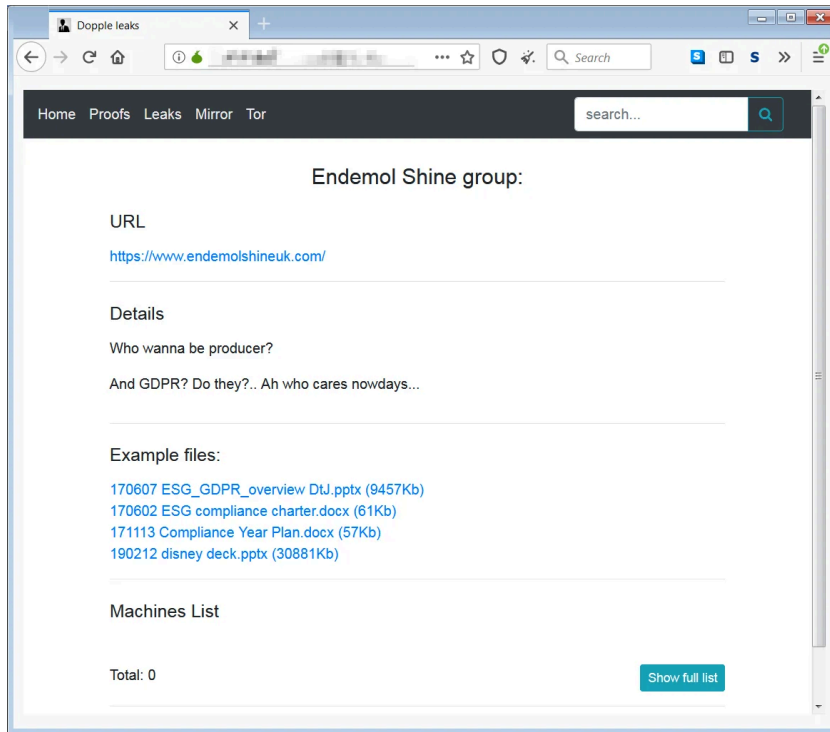 Dopple leaks
Search
S
S
Home Proofs Leaks Mirror Tor
search...
Endemol Shine group:
URL
https://www.endemolshineuk.com/
Details
Who wanna be producer?
And GDPR? Do they?.. Ah who cares nowdays...
Example files:
170607 ESG_GDPR_overview DtJ.pptx (9457Kb)
170602 ESG compliance charter.docx (61Kb)
171113 Compliance Year Plan.docx (57Kb)
190212 disney deck.pptx (30881Kb)
Machines List
Total: 0
Show full list